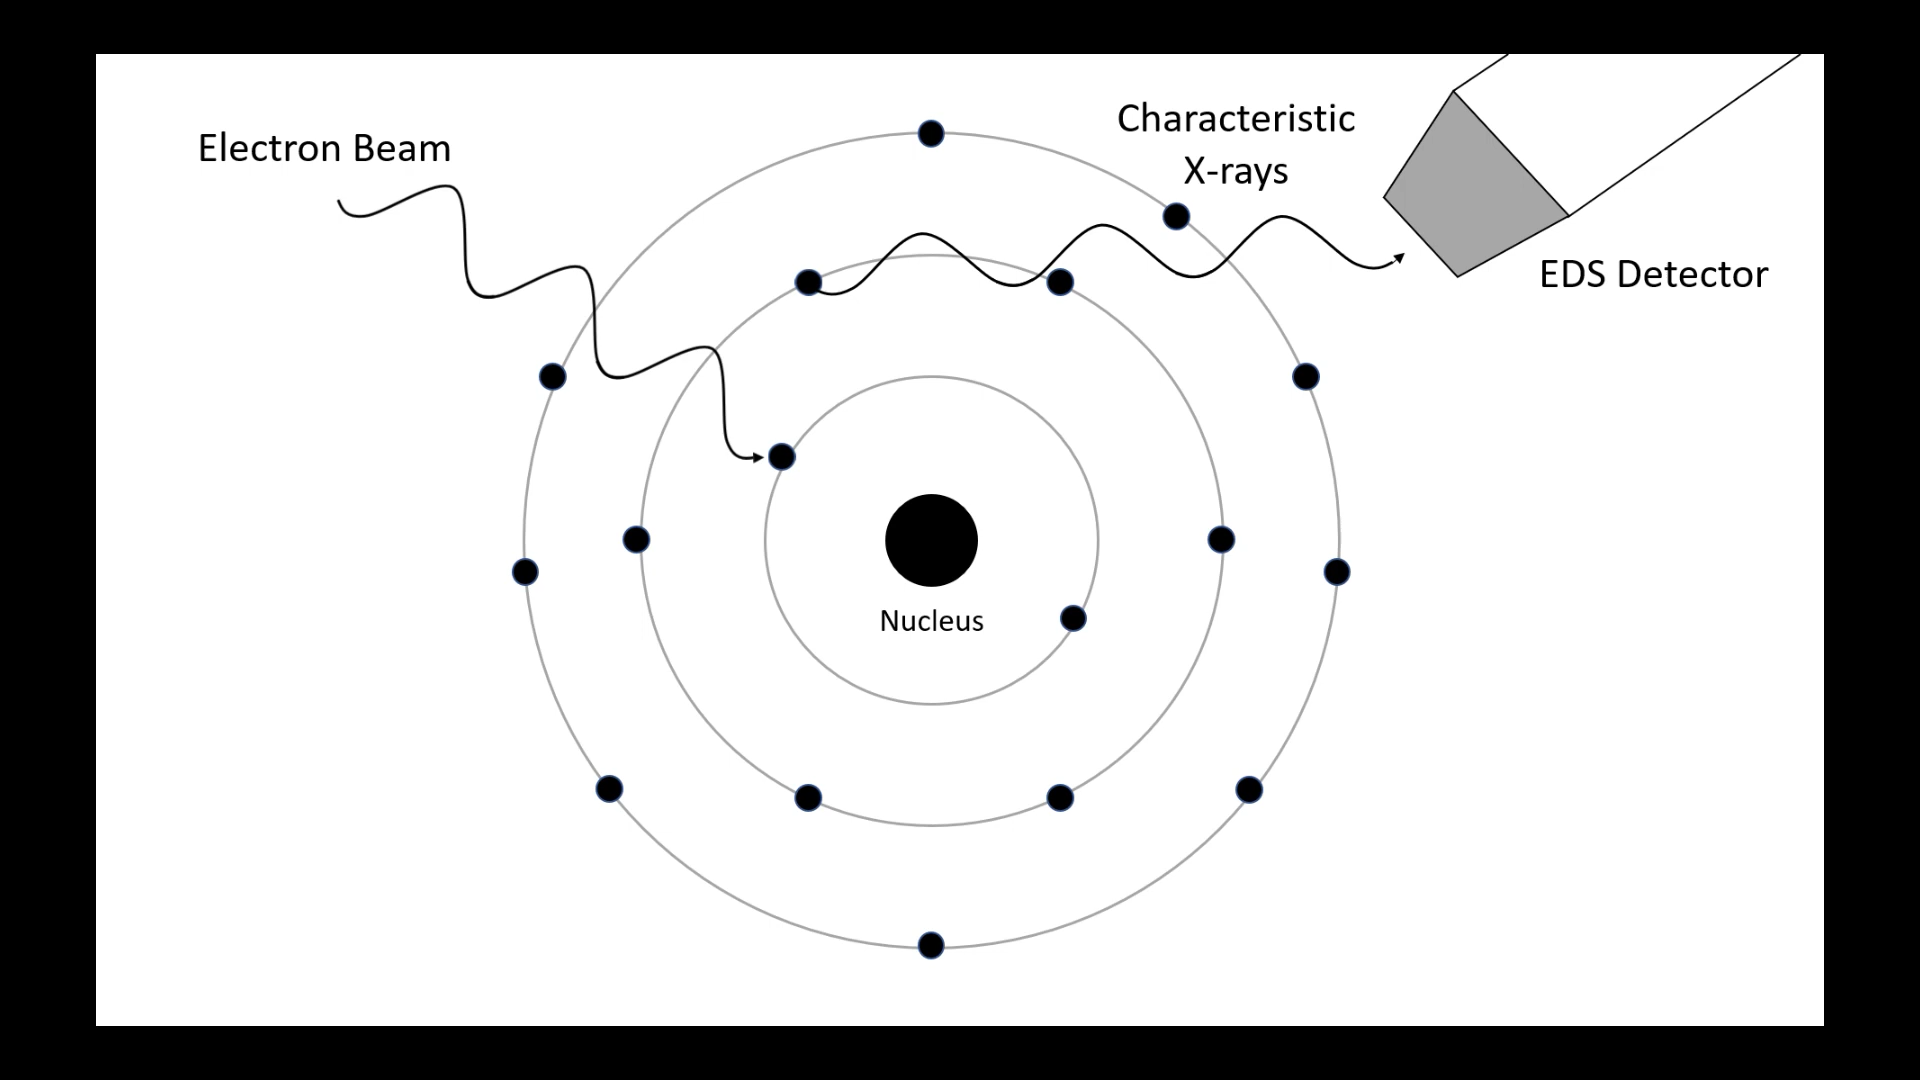 Electron Beam
Characteristic
X-rays
EDS Detector
Nucleus